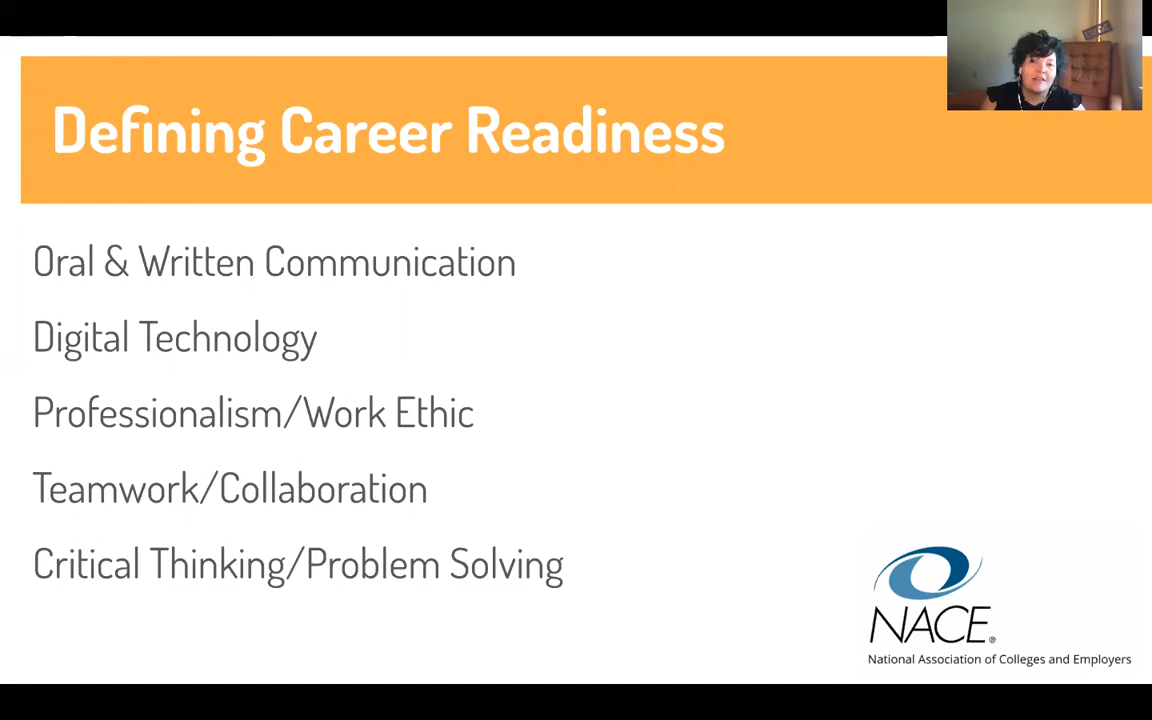 Defining Career Readiness
Oral & Written Communication
Digital Technology
Professionalism/Work Ethic
Teamwork/Collaboration
Critical Thinking/Problem Solving
NACE®
National Association of Colleges and Employers